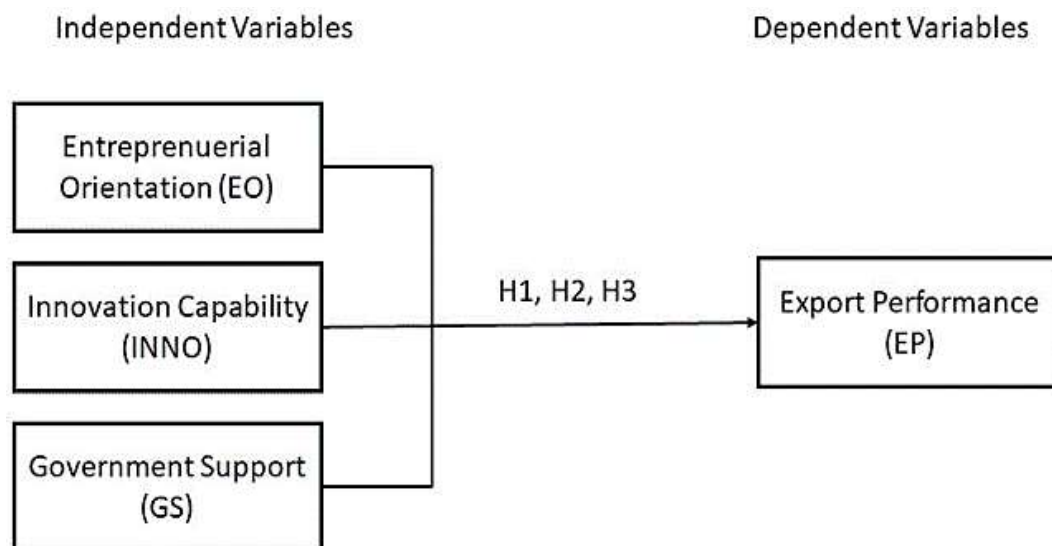 Independent Variables
Dependent Variables
Entreprenuerial
Orientation (EO)
Innovation Capability
(INNO)
H1, H2, H3
Export Performance
(EP)
Government Support
(GS)